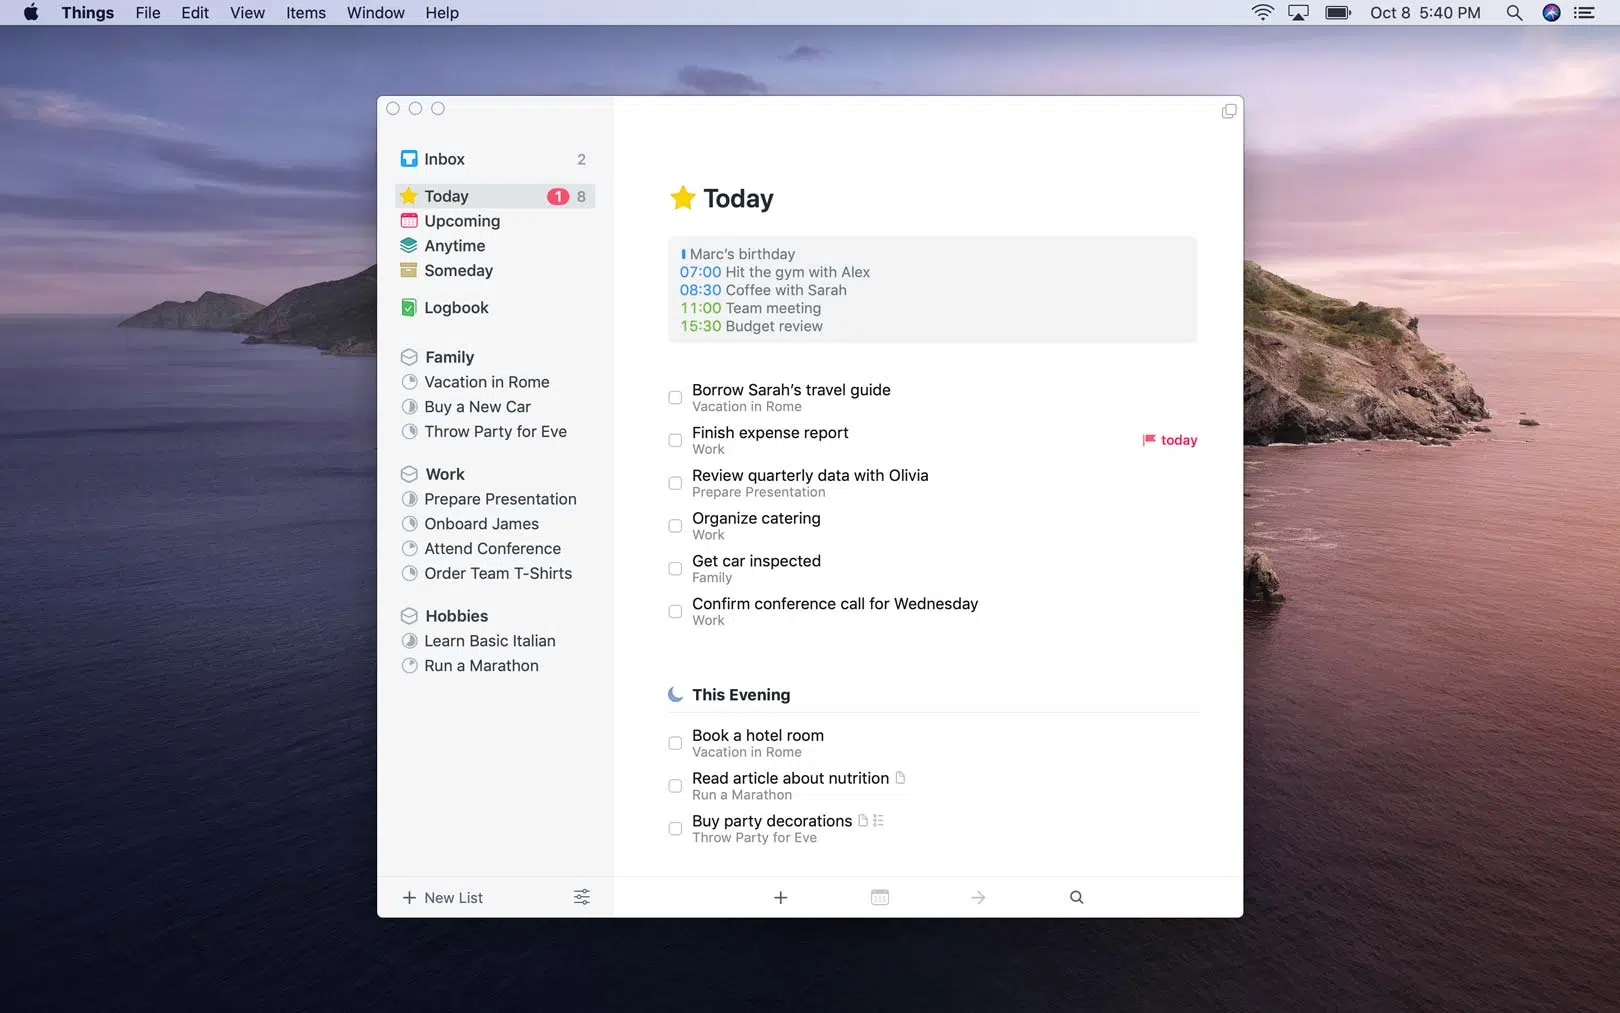 Things File Edit View Items Window Help Oct 8 5:40 PM
Inbox 2
Today 1 8
Upcoming
Anytime
Someday
Logbook
Family
Vacation in Rome
Buy a New Car
Throw Party for Eve
Work
Prepare Presentation
Onboard James
Attend Conference
Order Team T-Shirts
Hobbies
Learn Basic Italian
Run a Marathon
New List
Today
Marc’s birthday
07:00 Hit the gym with Alex
08:30 Coffee with Sarah
11:00 Team meeting
15:30 Budget review
Borrow Sarah’s travel guide
Vacation in Rome
Finish expense report
Work
today
Review quarterly data with Olivia
Prepare Presentation
Organize catering
Work
Get car inspected
Family
Confirm conference call for Wednesday
Work
This Evening
Book a hotel room
Vacation in Rome
Read article about nutrition
Run a Marathon
Buy party decorations
Throw Party for Eve